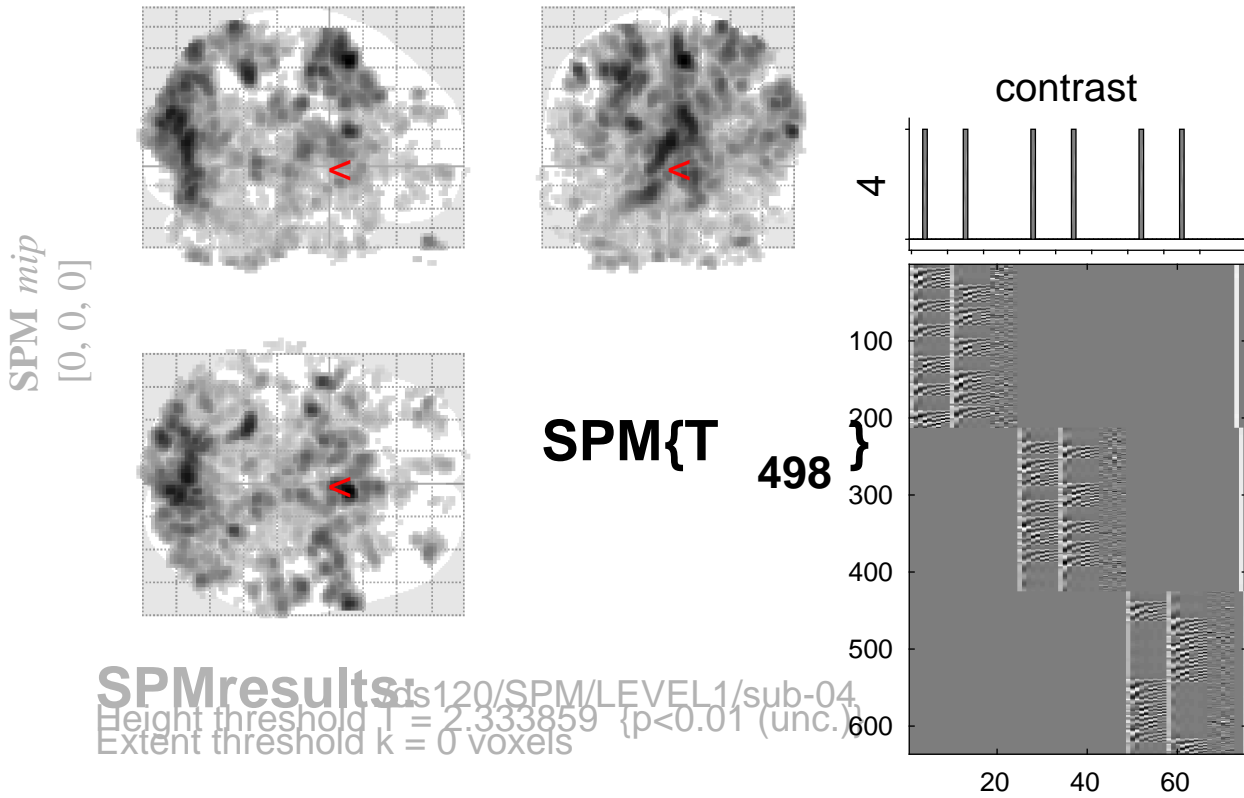 SPM mip
[0, 0, 0]
<
<
<
SPM{T 498 }
contrast
4
100
200
300
400
500
600
20
40
60
SPMresults: /ds120/SPM/LEVEL1/sub-04
Height threshold T = 2.333859 {p<0.01 (unc.)}
Extent threshold k = 0 voxels